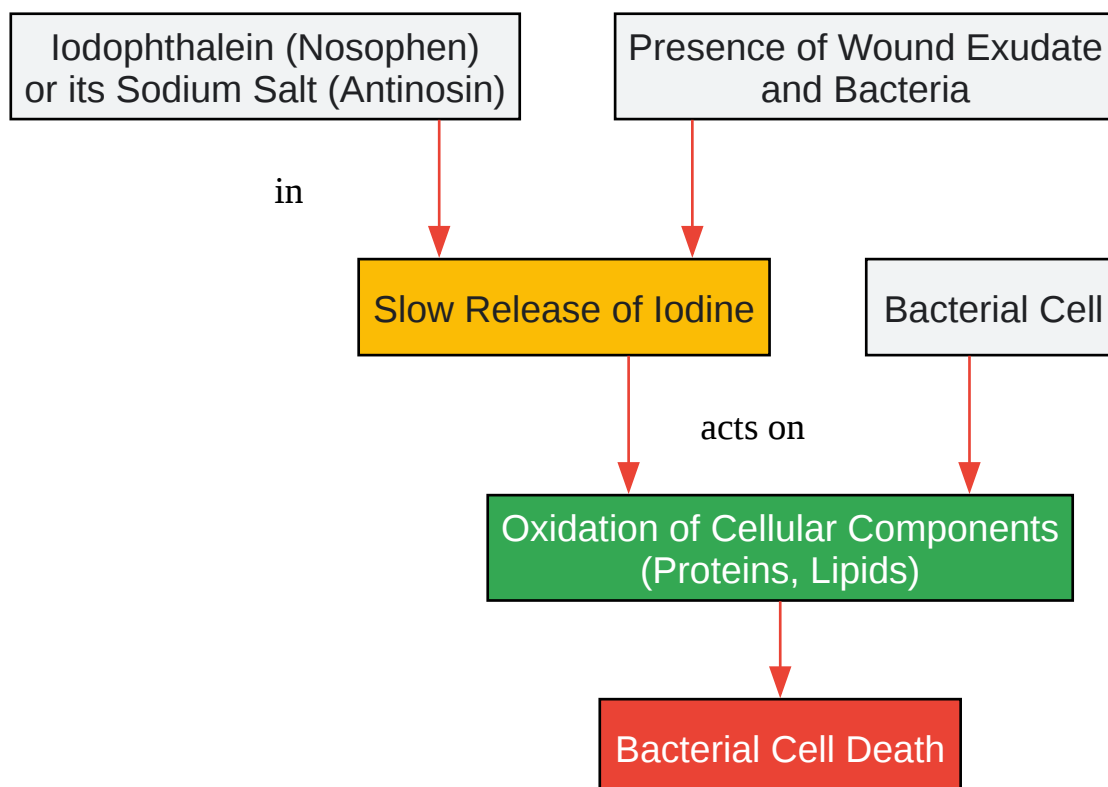 Iodophthalein (Nosophen)
or its Sodium Salt (Antinosin)
Presence of Wound Exudate
and Bacteria
in
Slow Release of Iodine
Bacterial Cell
acts on
Oxidation of Cellular Components
(Proteins, Lipids)
Bacterial Cell Death